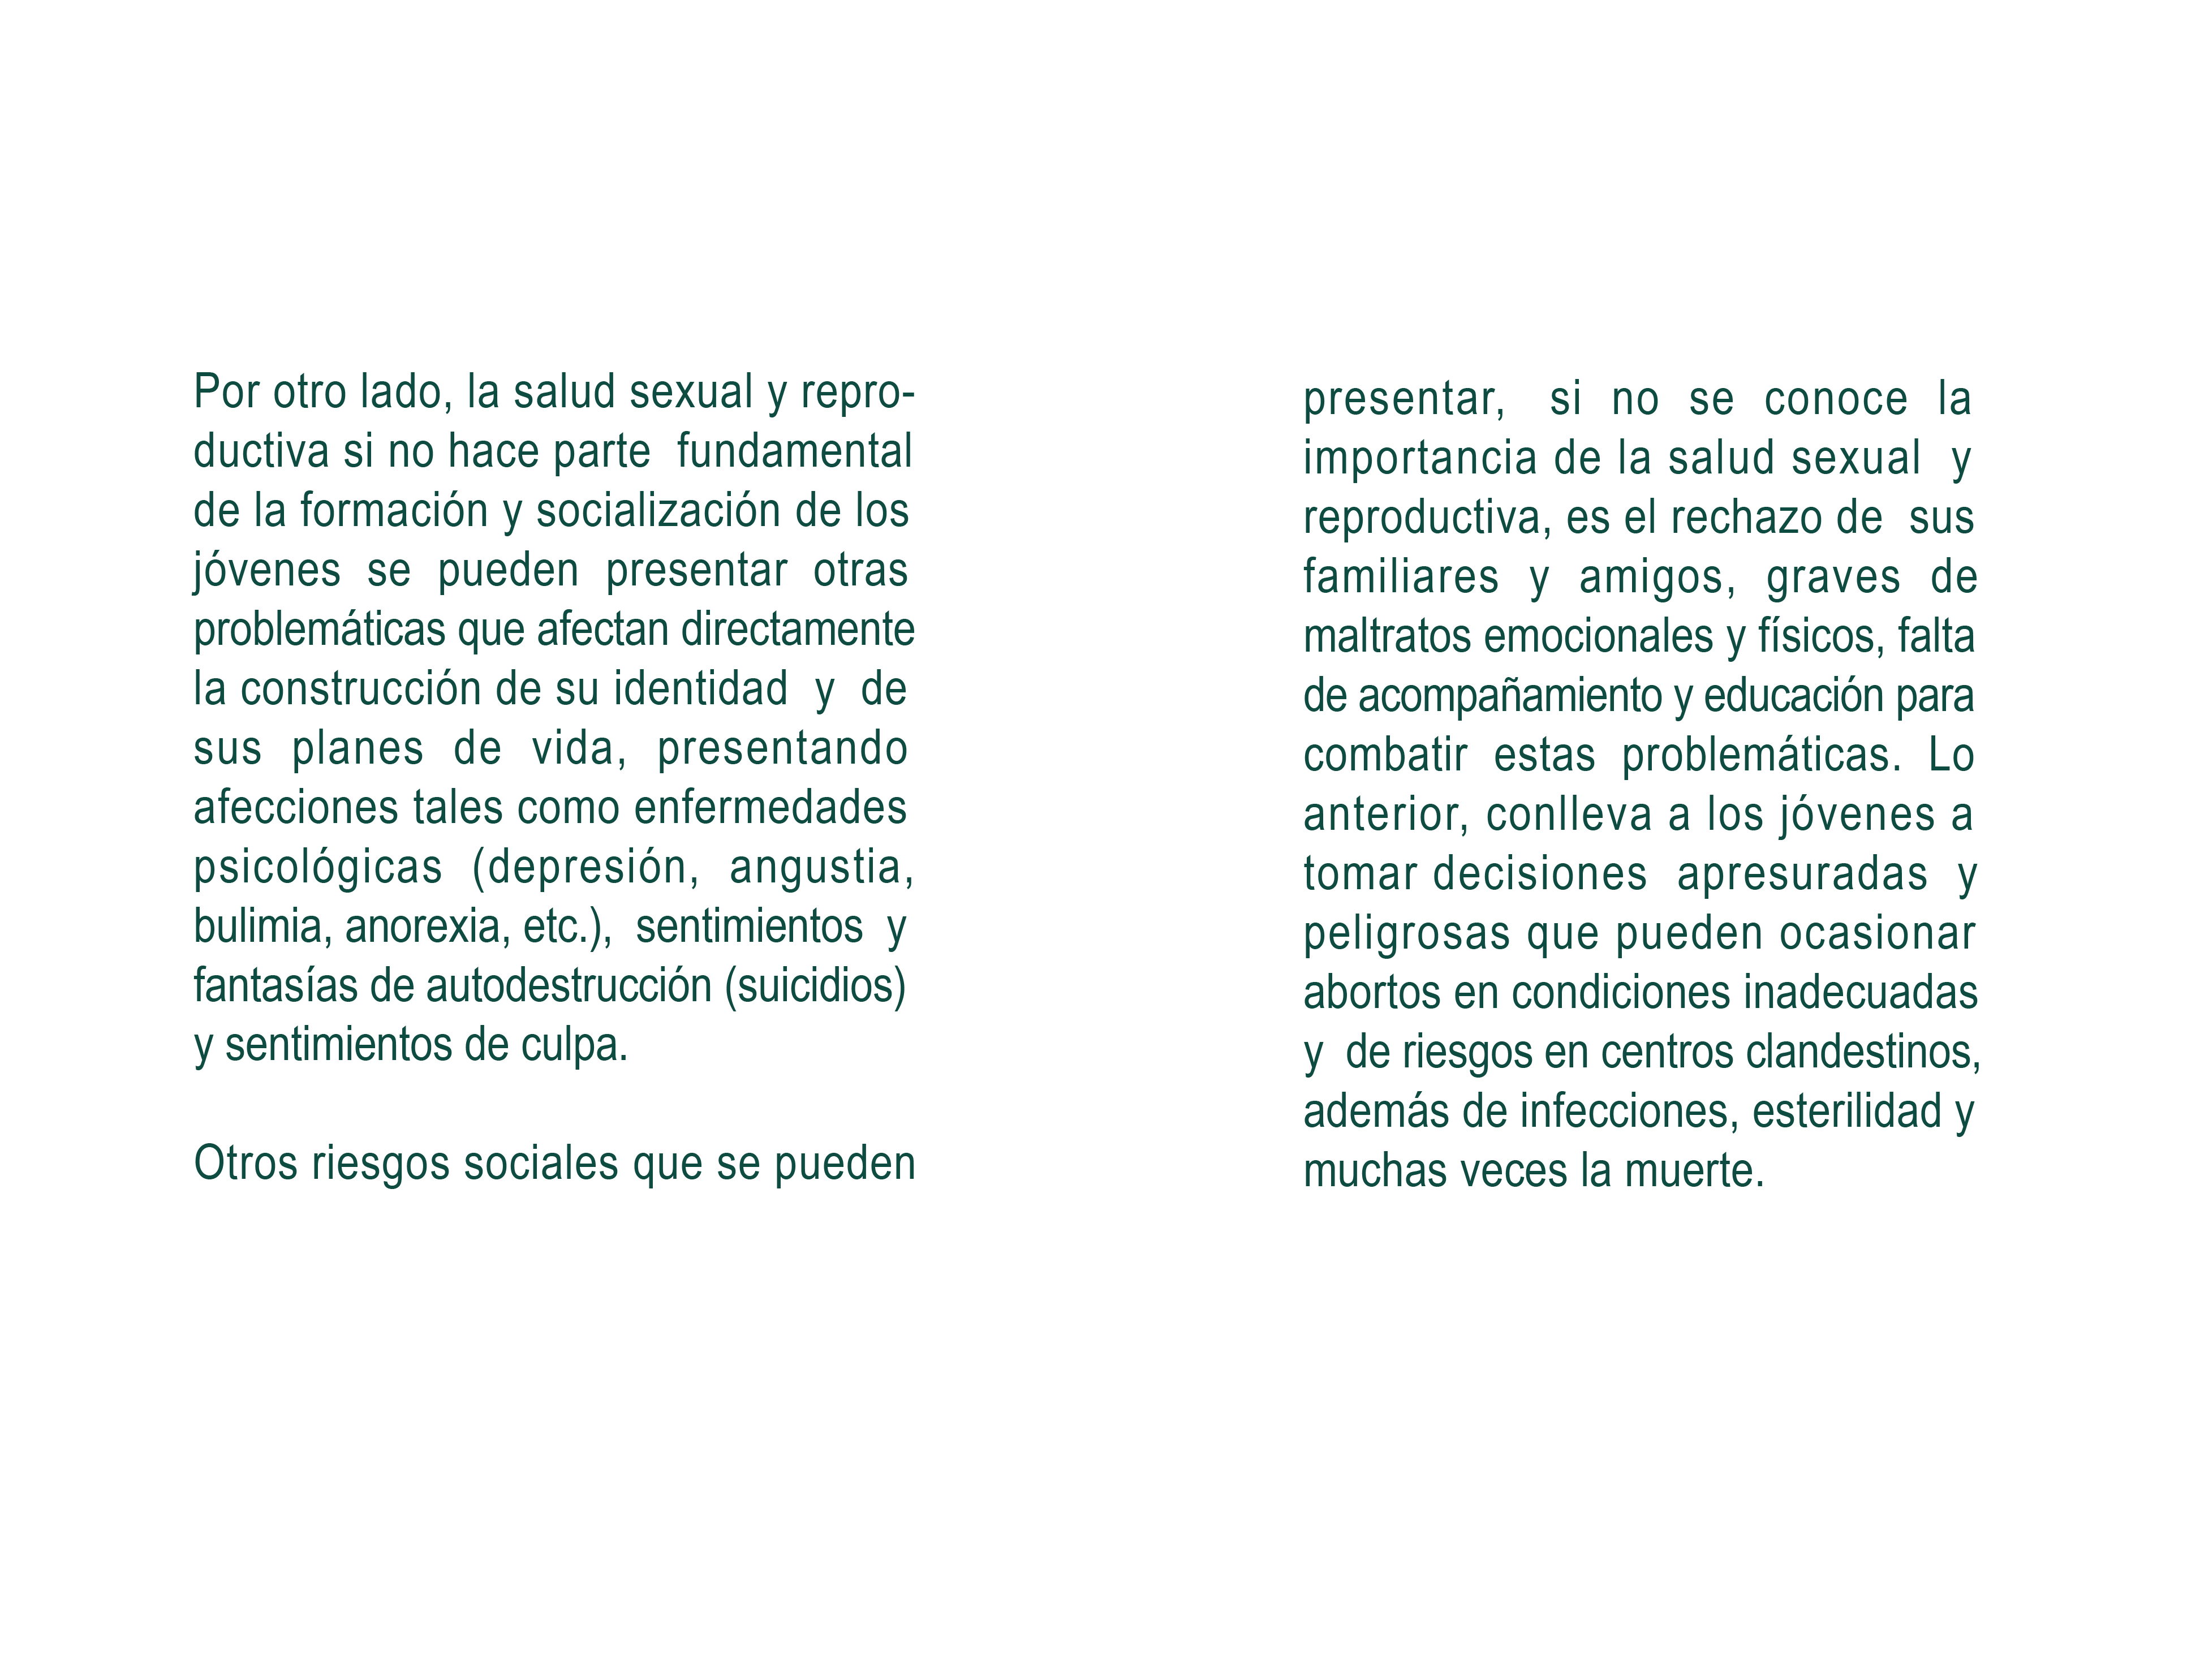 Por otro lado, la salud sexual y repro-
ductiva si no hace parte fundamental
de la formación y socialización de los
jóvenes se pueden presentar otras
problemáticas que afectan directamente
la construcción de su identidad y de
sus planes de vida, presentando
afecciones tales como enfermedades
psicológicas (depresión, angustia,
bulimia, anorexia, etc.), sentimientos y
fantasías de autodestrucción (suicidios)
y sentimientos de culpa.
Otros riesgos sociales que se pueden
presentar, si no se conoce la
importancia de la salud sexual y
reproductiva, es el rechazo de sus
familiares y amigos, graves de
maltratos emocionales y físicos, falta
de acompañamiento y educación para
combatir estas problemáticas. Lo
anterior, conlleva a los jóvenes a
tomar decisiones apresuradas y
peligrosas que pueden ocasionar
abortos en condiciones inadecuadas
y de riesgos en centros clandestinos,
además de infecciones, esterilidad y
muchas veces la muerte.